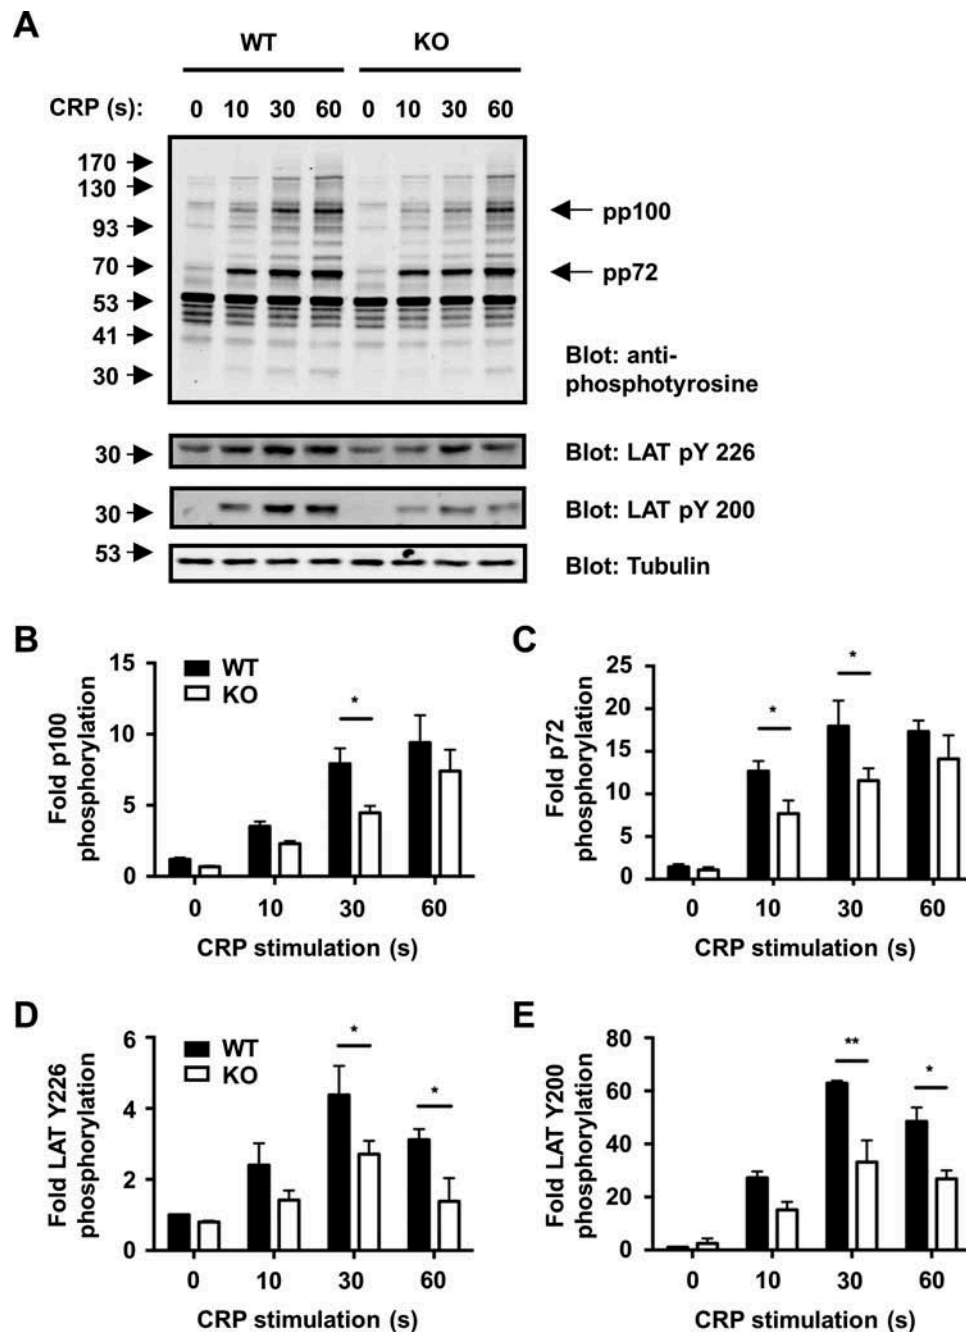 A
WT KO
CRP (s): 0 10 30 60 0 10 30 60
170
130
93
70
53
41
30
pp100
pp72
Blot: anti-
phosphotyrosine
30 Blot: LAT pY 226
30 Blot: LAT pY 200
53 Blot: Tubulin
B
Fold p100
phosphorylation
15
10
5
0
WT
KO
*
0 10 30 60
CRP stimulation (s)
C
Fold p72
phosphorylation
25
20
15
10
5
0
*
*
0 10 30 60
CRP stimulation (s)
D
Fold LAT Y226
phosphorylation
6
4
2
0
WT
KO
*
*
0 10 30 60
CRP stimulation (s)
E
Fold LAT Y200
phosphorylation
80
60
40
20
0
**
*
0 10 30 60
CRP stimulation (s)